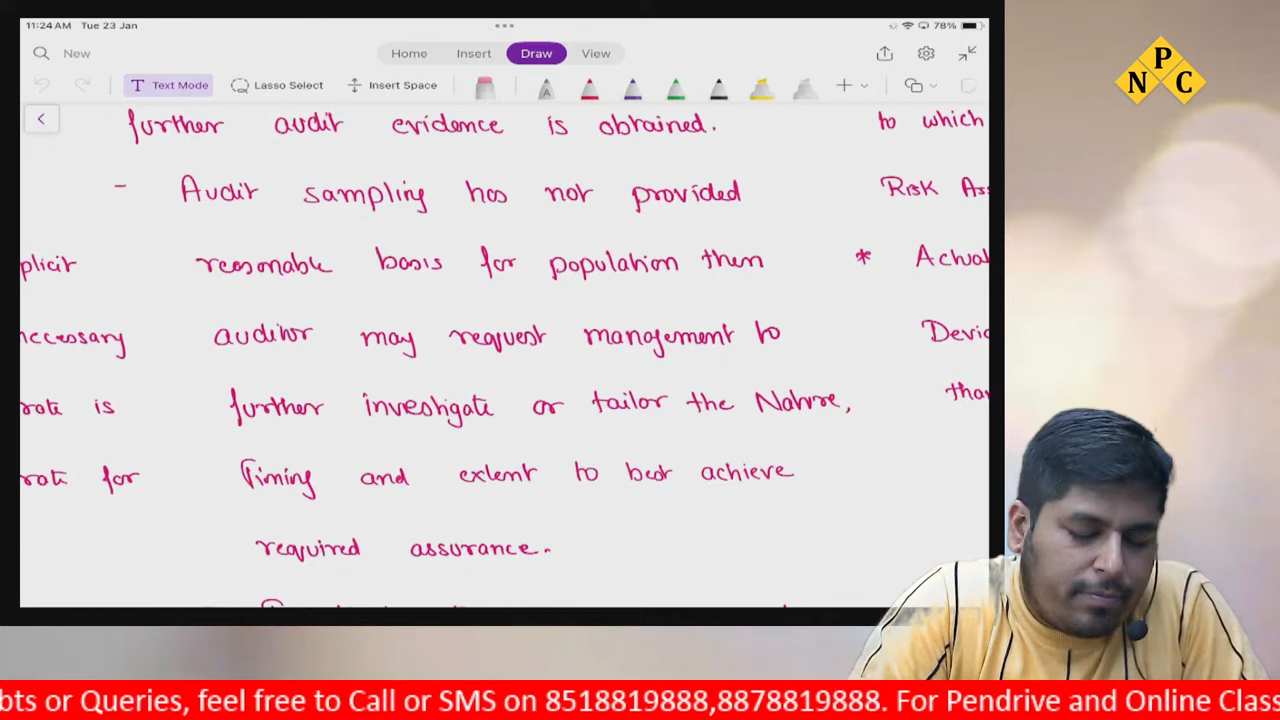 11:24 AM Tue 23 Jan
78%
New
Home Insert Draw View
Text Mode
Lasso Select
Insert Space
N P C
further audit evidence is obtained.
- Audit sampling has not provided
reasonable basis for population then
auditor may request management to
further investigate or tailor the Nature,
Timing and extent to best achieve
required assurance.
plicit
necessary
rate is
rate for
to which
Risk As
* Actual
Devia
than
bts or Queries, feel free to Call or SMS on 8518819888,8878819888. For Pendrive and Online Class